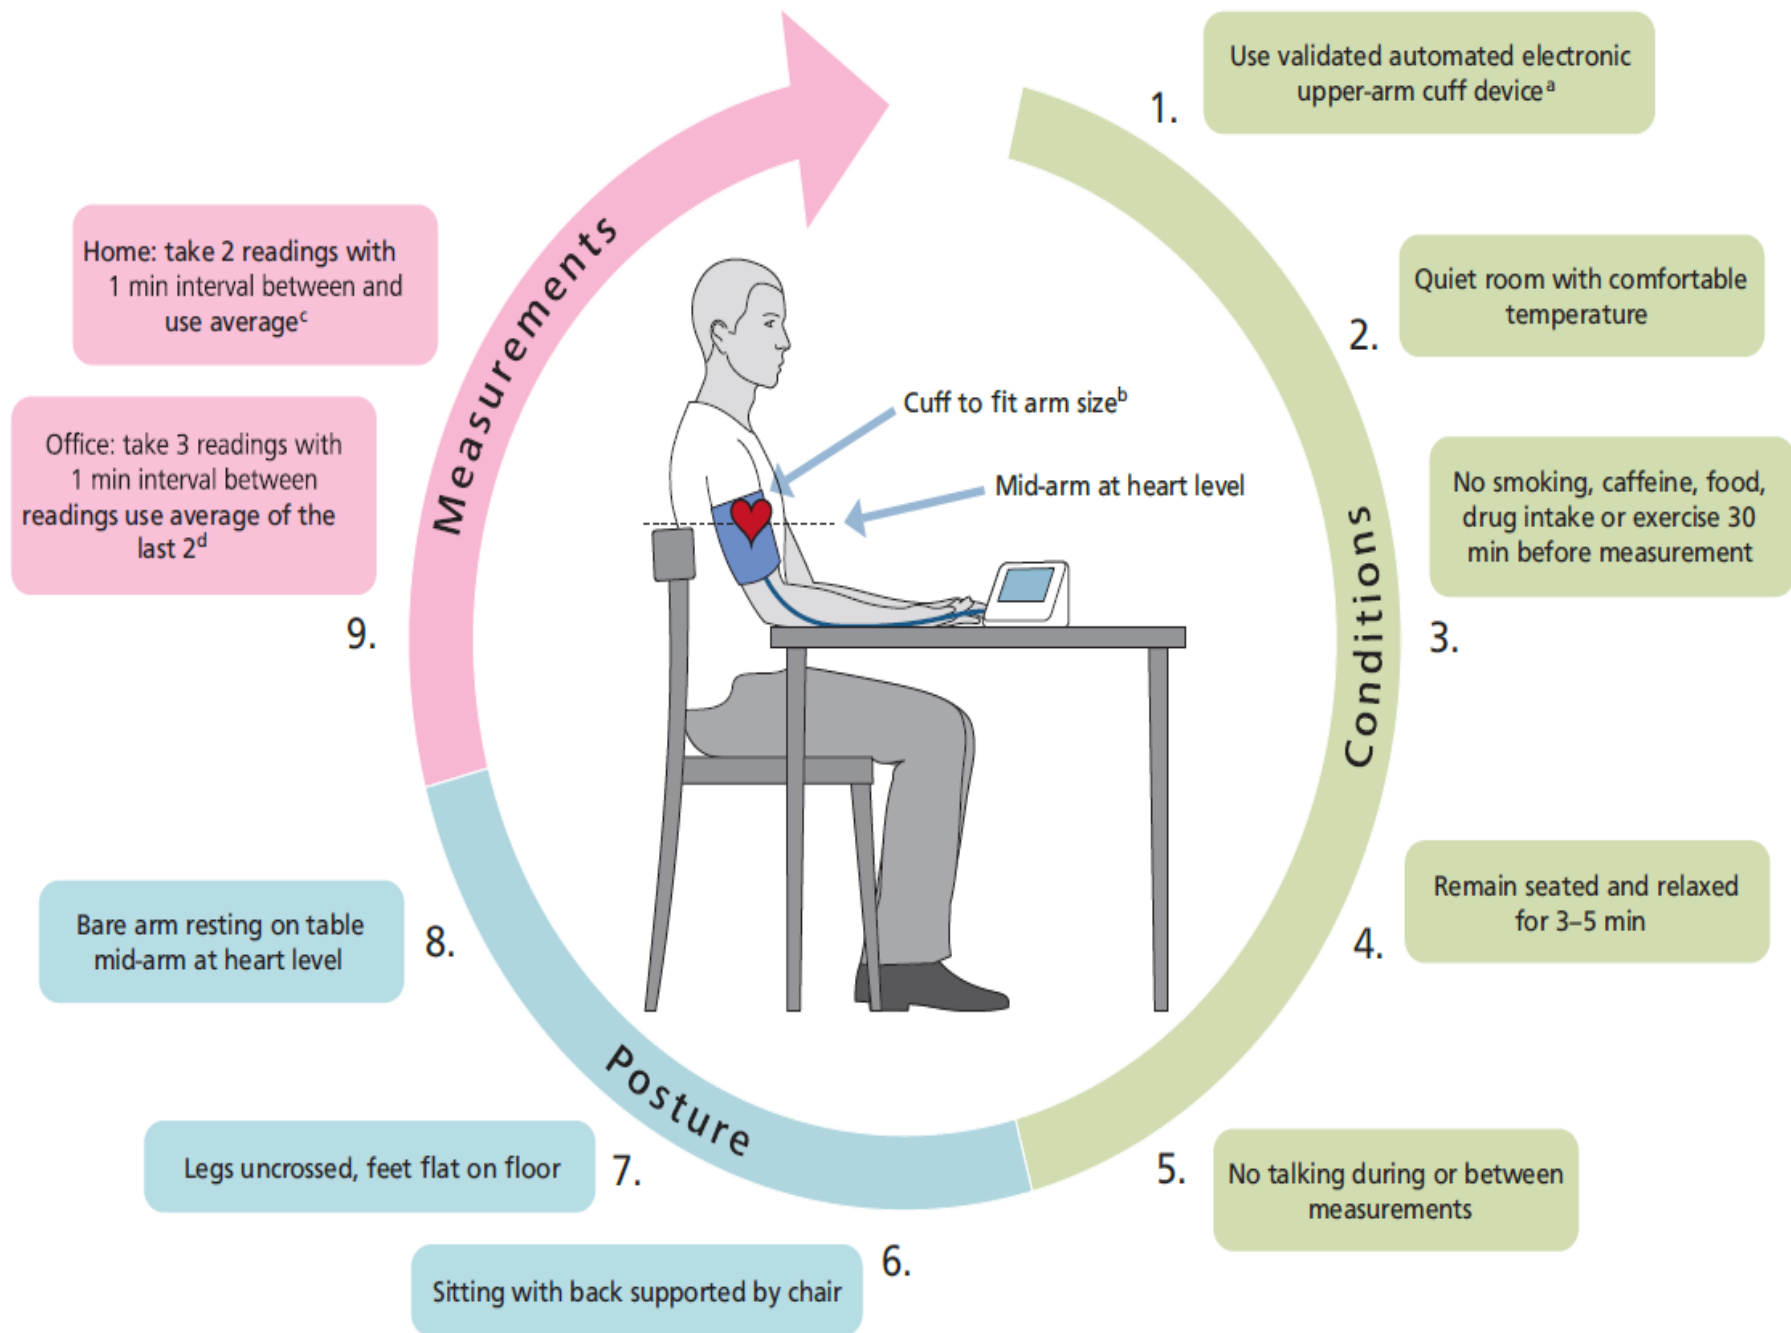 1.
Use validated automated electronic
upper-arm cuff deviceᵃ
2.
Quiet room with comfortable
temperature
3.
No smoking, caffeine, food,
drug intake or exercise 30
min before measurement
4.
Remain seated and relaxed
for 3–5 min
5.
No talking during or between
measurements
Conditions
6.
Sitting with back supported by chair
7.
Legs uncrossed, feet flat on floor
8.
Bare arm resting on table
mid-arm at heart level
Posture
9.
Home: take 2 readings with
1 min interval between and
use averageᶜ
Office: take 3 readings with
1 min interval between
readings use average of the
last 2ᵈ
Measurements
Cuff to fit arm sizeᵇ
Mid-arm at heart level